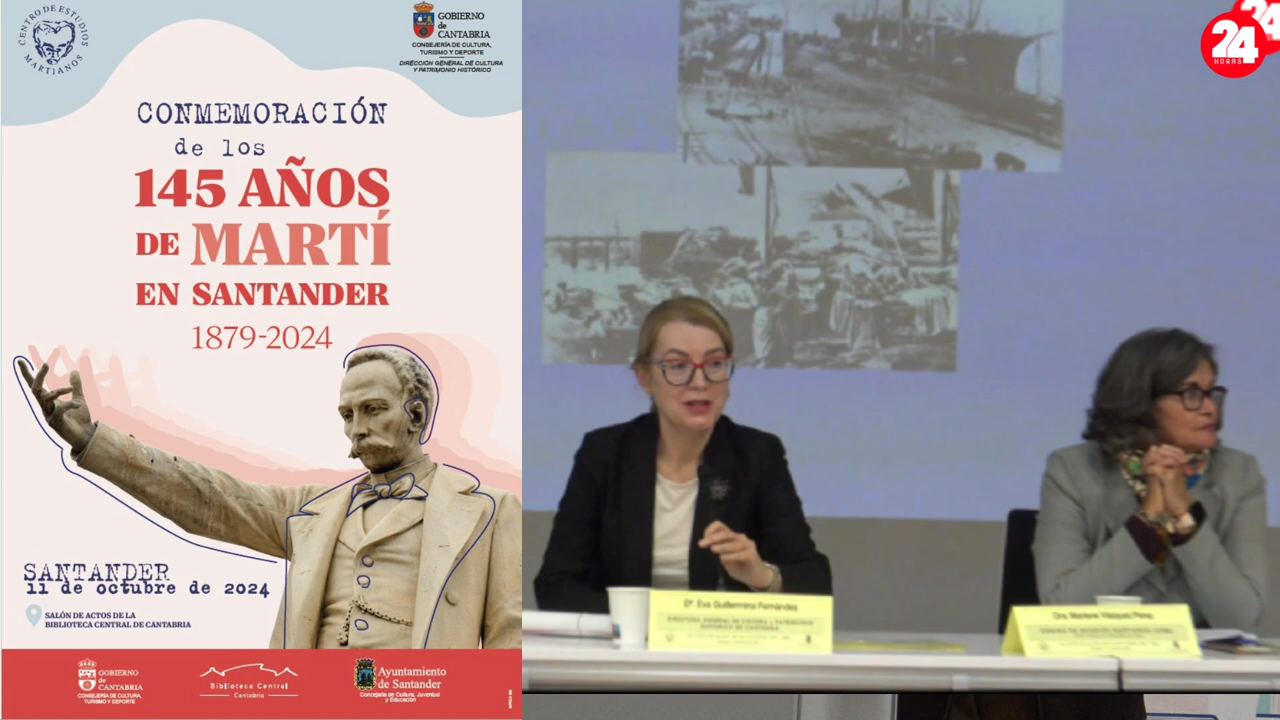 CENTRO DE ESTUDIOS
MARTIANOS
GOBIERNO
de
CANTABRIA
CONSEJERÍA DE CULTURA,
TURISMO Y DEPORTE
DIRECCIÓN GENERAL DE CULTURA
Y PATRIMONIO HISTÓRICO
CONMEMORACIÓN
de los
145 AÑOS
DE MARTÍ
EN SANTANDER
1879-2024
SANTANDER
11 de octubre de 2024
SALÓN DE ACTOS DE LA
BIBLIOTECA CENTRAL DE CANTABRIA
GOBIERNO
de
CANTABRIA
CONSEJERÍA DE CULTURA,
TURISMO Y DEPORTE
Biblioteca Central
Cantabria
Ayuntamiento
de Santander
Concejalía de Cultura, Juventud
y Educación
24
HORAS
24
Dª. Eva Guillermina Fernández
DIRECTORA GENERAL DE CULTURA Y PATRIMONIO
HISTÓRICO DE CANTABRIA
Dra. Marlene Vázquez Pérez
CENTRO DE ESTUDIOS MARTIANOS